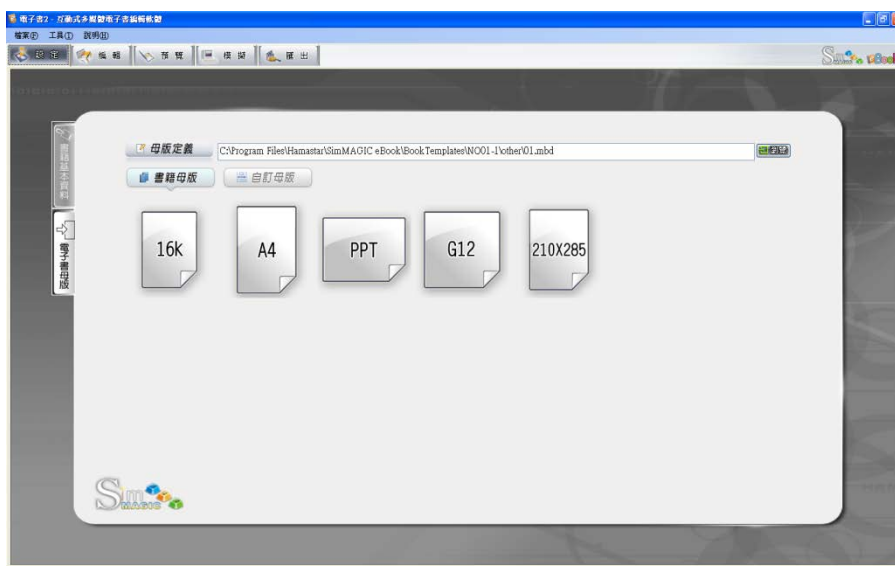 電子書2 - 互動式多媒體電子書編輯軟體
檔案(F) 工具(T) 說明(H)
設定 編輯 預覽 模擬 匯出
書籍基本資料
電子書母版
母版定義 C:\Program Files\Hamastar\SimMAGIC eBook\BookTemplates\NO01-1\other\01.mbd
書籍母版 自訂母版
16k A4 PPT G12 210X285
Sim
MAGIC